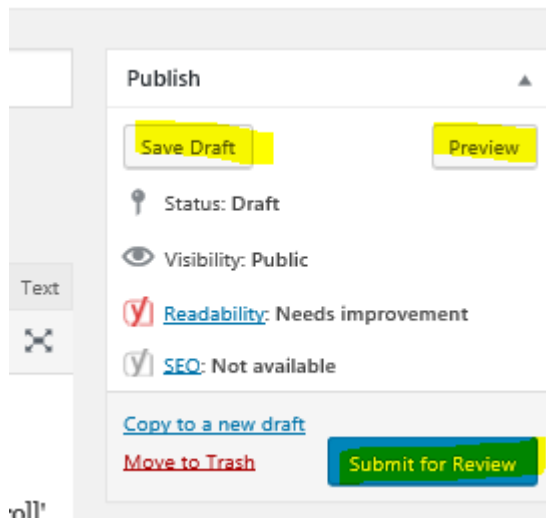 Publish
Save Draft
Preview
Status: Draft
Visibility: Public
Text
Readability: Needs improvement
SEO: Not available
Copy to a new draft
Move to Trash
Submit for Review